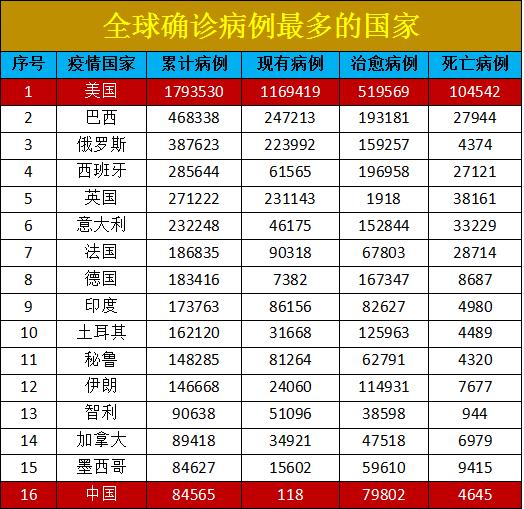 全球确诊病例最多的国家
序号 疫情国家 累计病例 现有病例 治愈病例 死亡病例
1 美国 1793530 1169419 519569 104542
2 巴西 468338 247213 193181 27944
3 俄罗斯 387623 223992 159257 4374
4 西班牙 285644 61565 196958 27121
5 英国 271222 231143 1918 38161
6 意大利 232248 46175 152844 33229
7 法国 186835 90318 67803 28714
8 德国 183416 7382 167347 8687
9 印度 173763 86156 82627 4980
10 土耳其 162120 31668 125963 4489
11 秘鲁 148285 81264 62791 4320
12 伊朗 146668 24060 114931 7677
13 智利 90638 51096 38598 944
14 加拿大 89418 34921 47518 6979
15 墨西哥 84627 15602 59610 9415
16 中国 84565 118 79802 4645